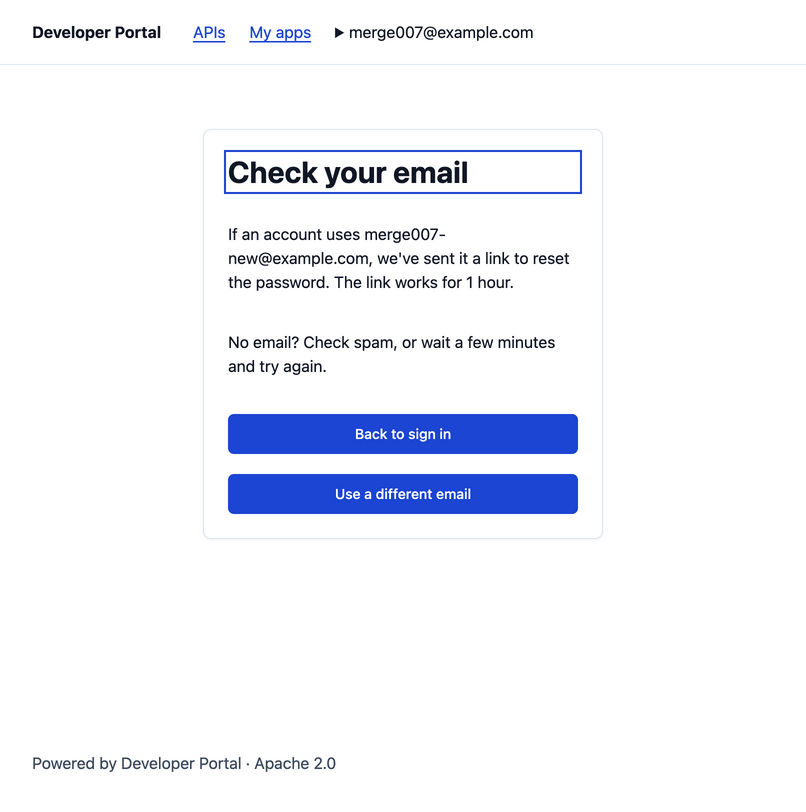 Developer Portal APIs My apps ▶ merge007@example.com
Check your email
If an account uses merge007-
new@example.com, we've sent it a link to reset
the password. The link works for 1 hour.
No email? Check spam, or wait a few minutes
and try again.
Back to sign in
Use a different email
Powered by Developer Portal · Apache 2.0